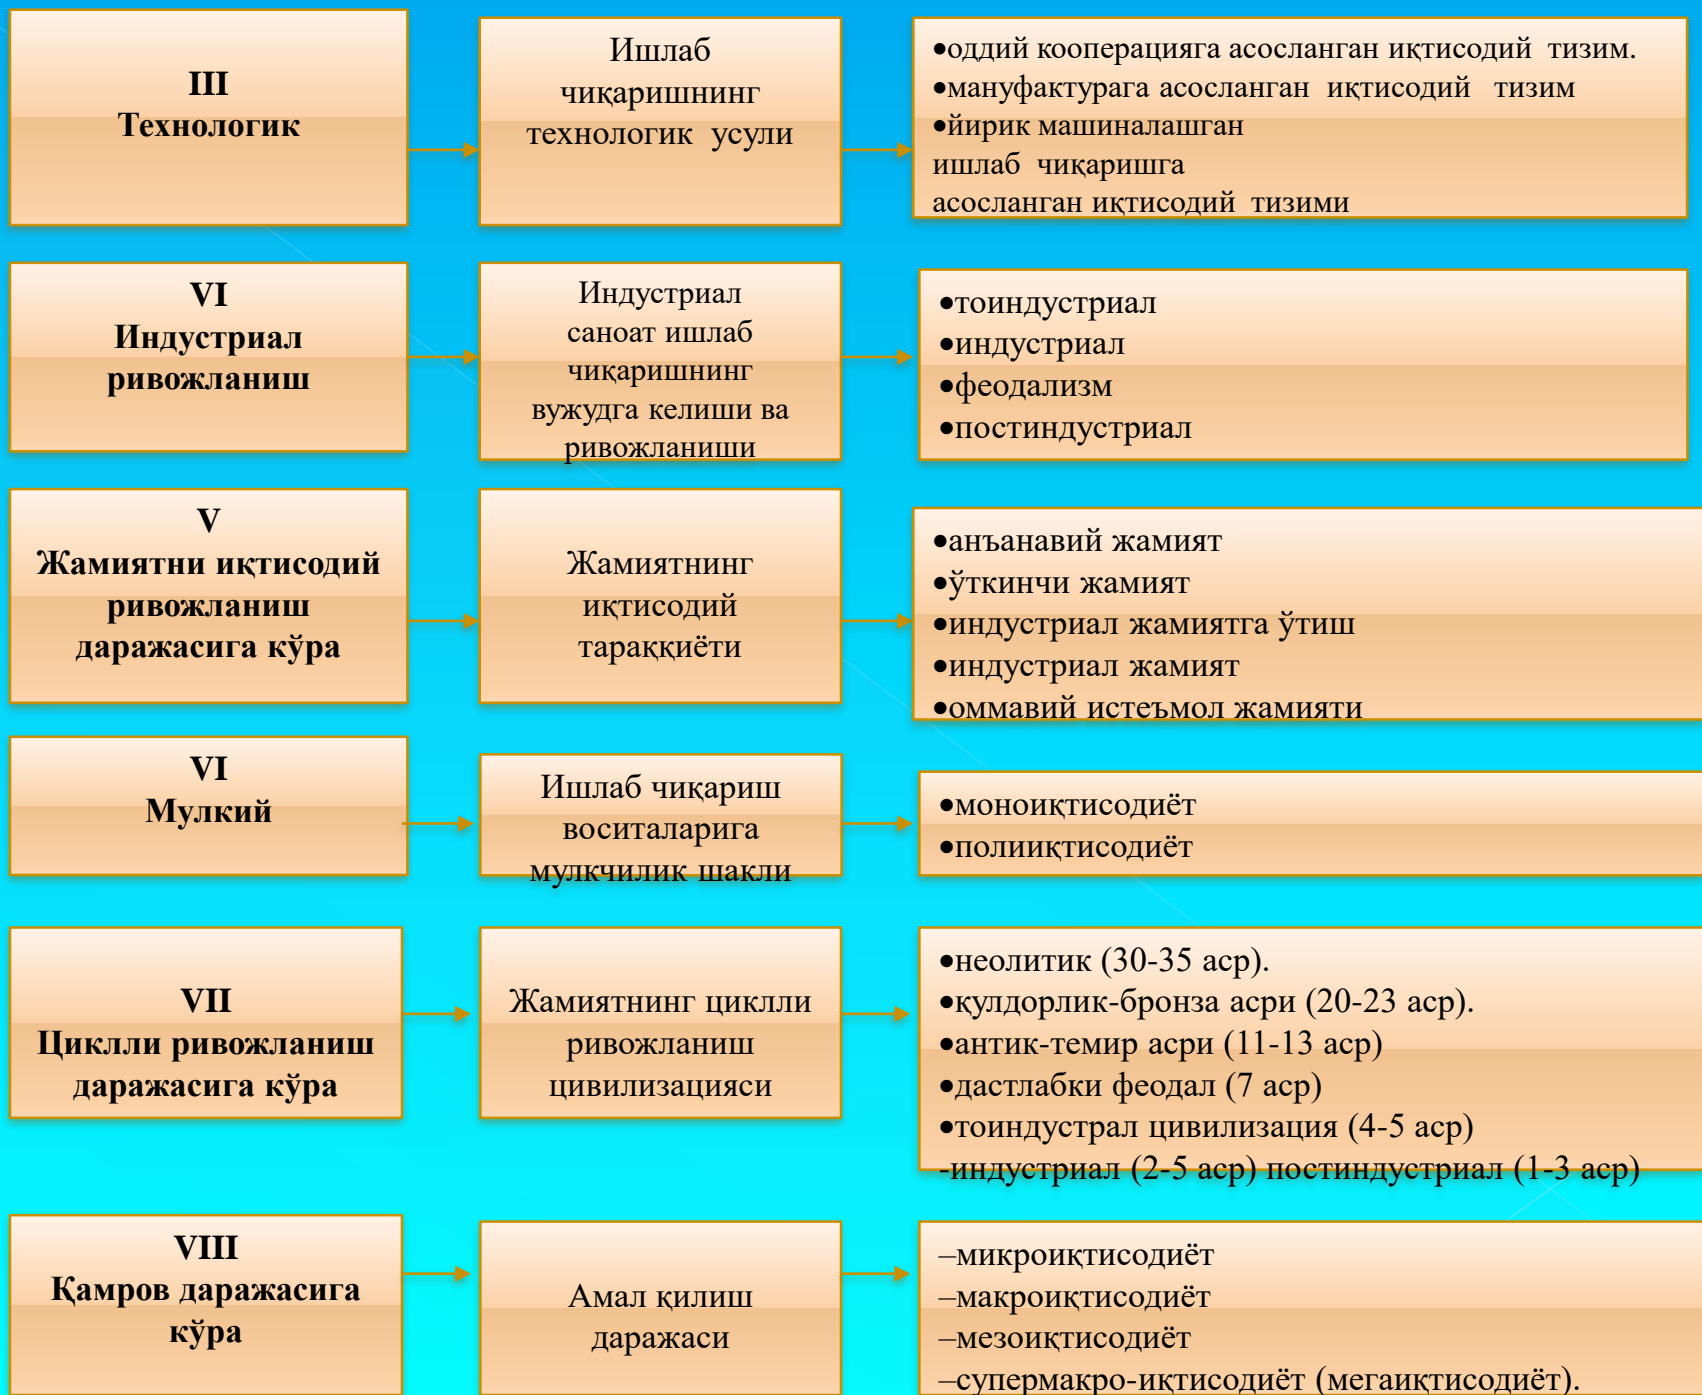 III
Технологик
Ишлаб
чиқаришнинг
технологик усули
•оддий кооперацияга асосланган иқтисодий тизим.
•мануфактурага асосланган иқтисодий тизим
•йирик машиналашган
ишлаб чиқаришга
асосланган иқтисодий тизими
VI
Индустриал
ривожланиш
Индустриал
саноат ишлаб
чиқаришнинг
вужудга келиши ва
ривожланиши
•тоиндустриал
•индустриал
•феодализм
•постиндустриал
V
Жамиятни иқтисодий
ривожланиш
даражасига кўра
Жамиятнинг
иқтисодий
тараққиёти
•анъанавий жамият
•ўткинчи жамият
•индустриал жамиятга ўтиш
•индустриал жамият
•оммавий истеъмол жамияти
VI
Мулкий
Ишлаб чиқариш
воситаларига
мулкчилик шакли
•моноиқтисодиёт
•полииқтисодиёт
VII
Циклли ривожланиш
даражасига кўра
Жамиятнинг циклли
ривожланиш
цивилизацияси
•неолитик (30-35 аср).
•қулдорлик-бронза асри (20-23 аср).
•антик-темир асри (11-13 аср)
•дастлабки феодал (7 аср)
•тоиндустрал цивилизация (4-5 аср)
-индустриал (2-5 аср) постиндустриал (1-3 аср)
VIII
Қамров даражасига
кўра
Амал қилиш
даражаси
–микроиқтисодиёт
–макроиқтисодиёт
–мезоиқтисодиёт
–супермакро-иқтисодиёт (мегаиқтисодиёт).